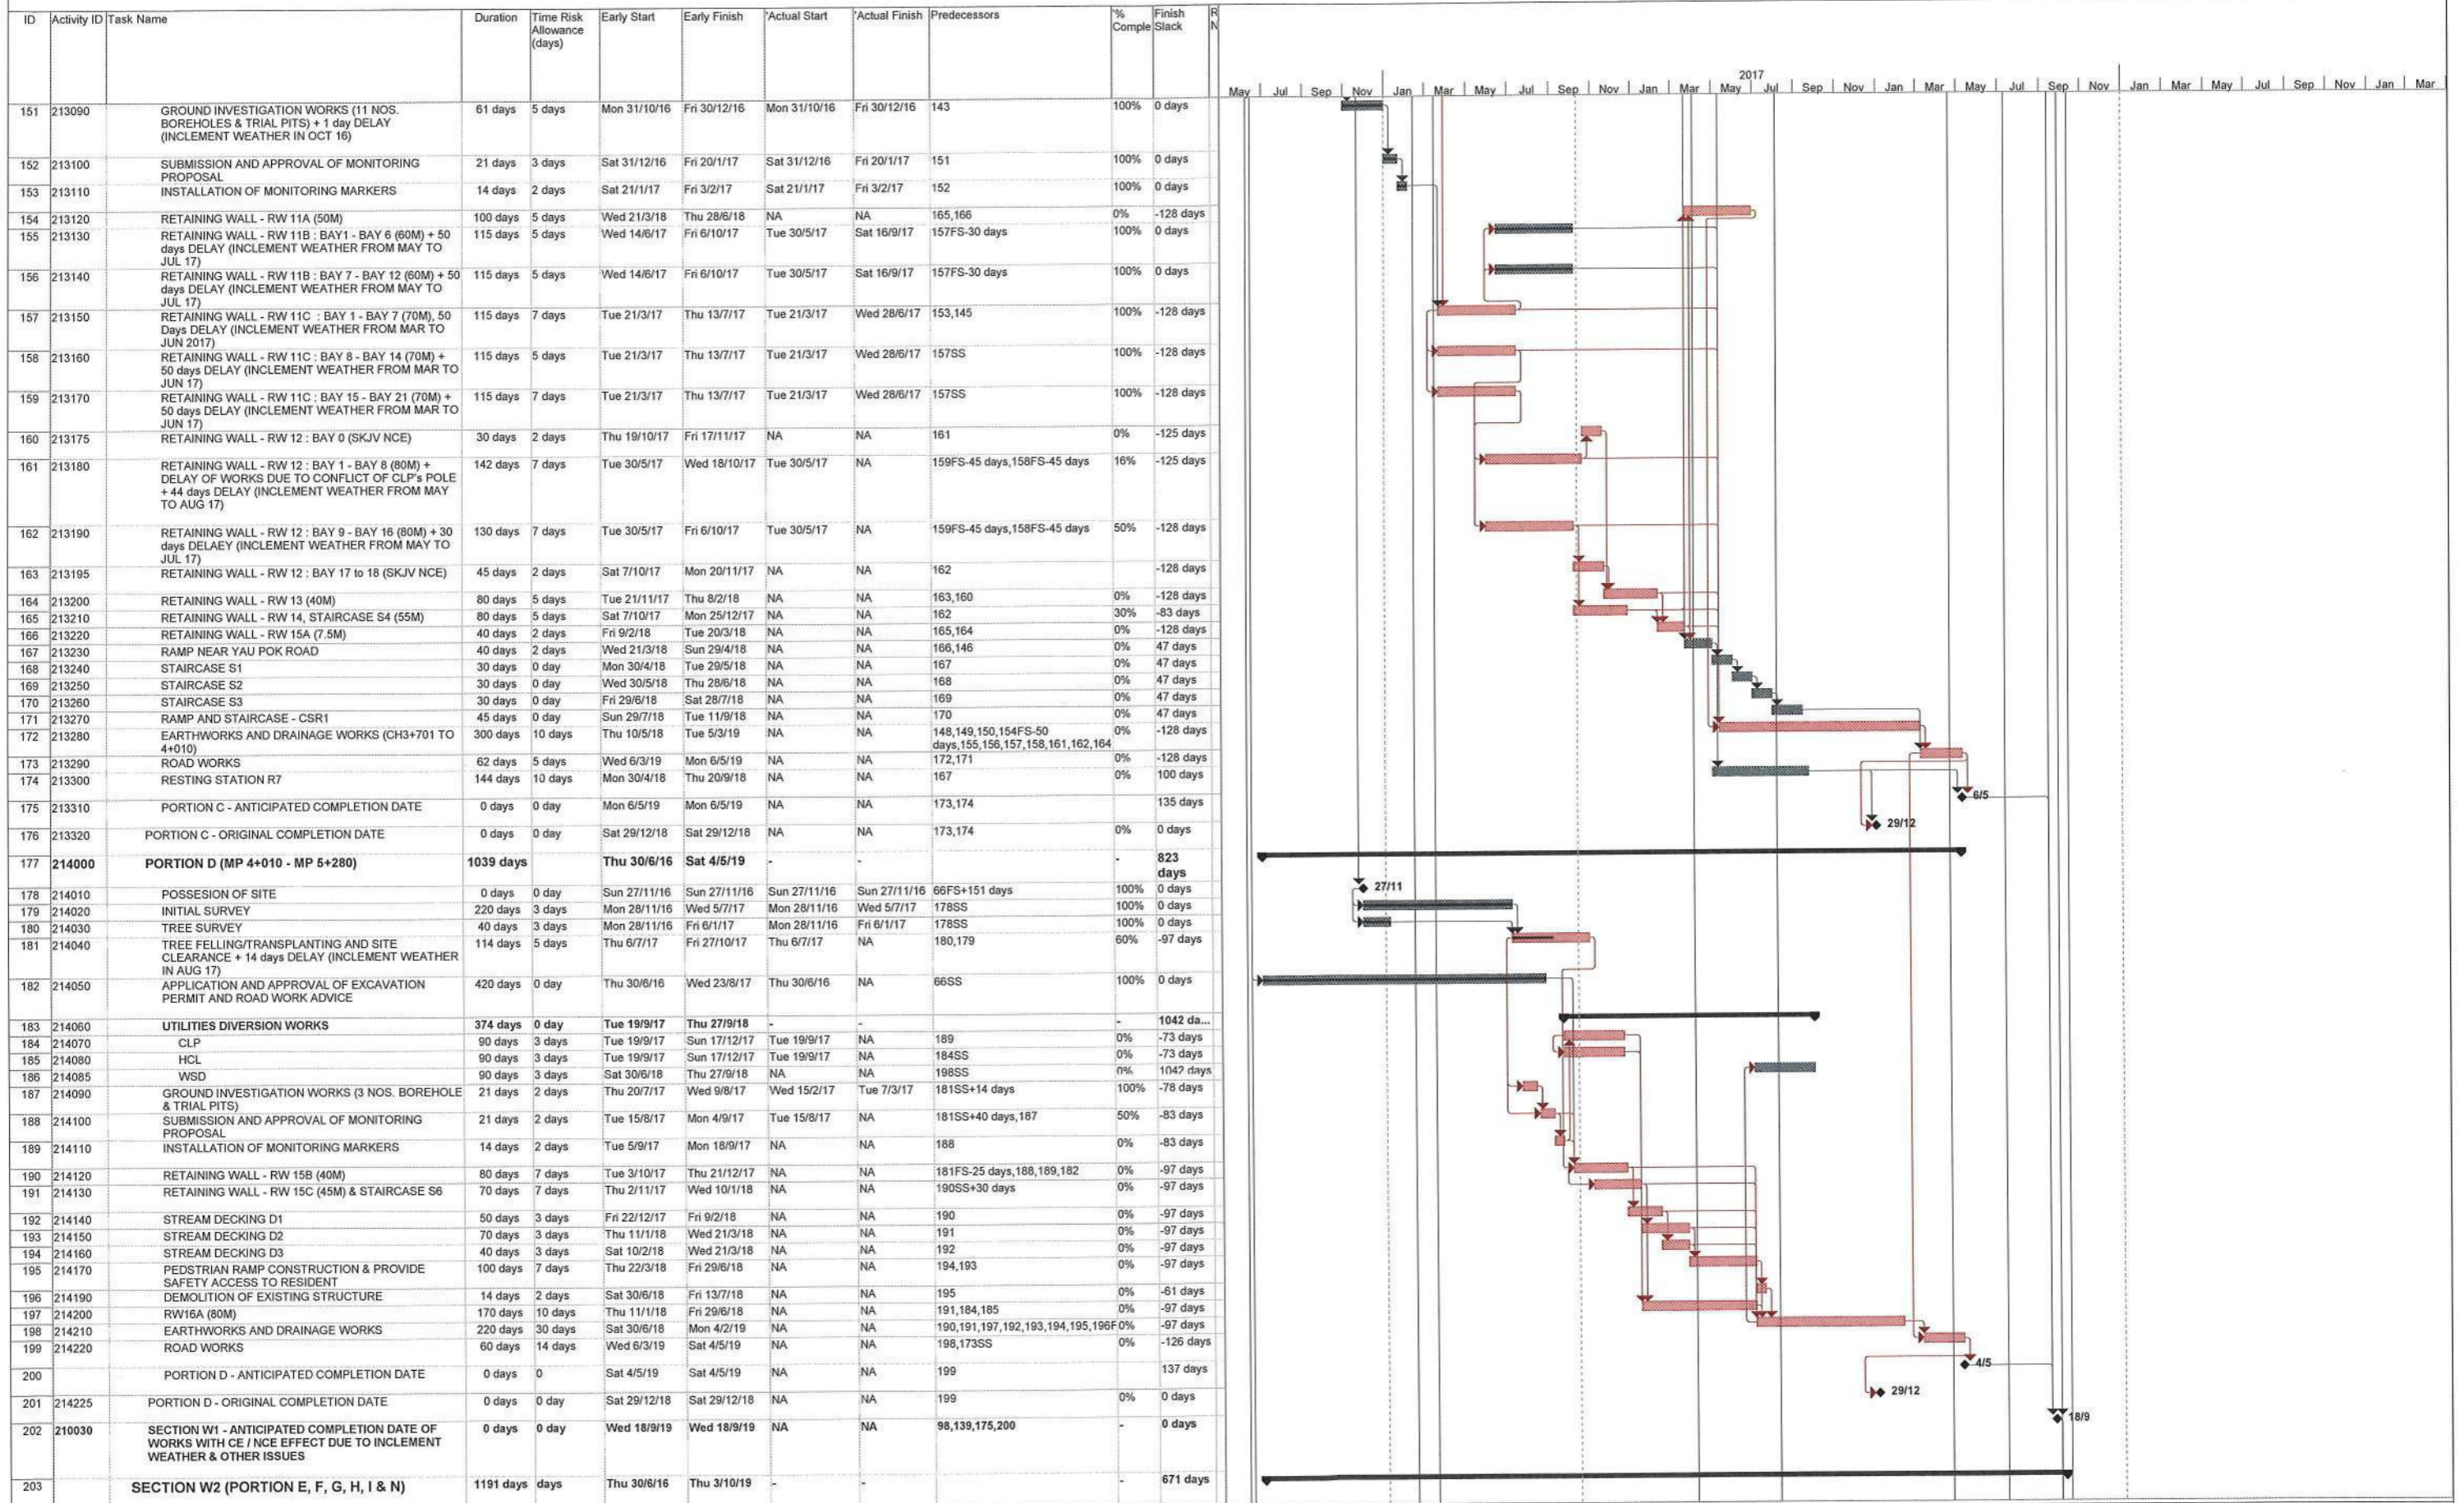 ID Activity ID Task Name Duration Time Risk Early Start Early Finish 'Actual Start 'Actual Finish Predecessors '% Finish R
Allowance Comple Slack N
(days)
2017
May Jul Sep Nov Jan Mar May Jul Sep Nov Jan Mar May Jul Sep Nov Jan Mar May Jul Sep Nov Jan Mar May Jul Sep Nov Jan Mar
151 213090 GROUND INVESTIGATION WORKS (11 NOS. 61 days 5 days Mon 31/10/16 Fri 30/12/16 Mon 31/10/16 Fri 30/12/16 143 100% 0 days
BOREHOLES & TRIAL PITS) + 1 day DELAY
(INCLEMENT WEATHER IN OCT 16)
152 213100 SUBMISSION AND APPROVAL OF MONITORING 21 days 3 days Sat 31/12/16 Fri 20/1/17 Sat 31/12/16 Fri 20/1/17 151 100% 0 days
PROPOSAL
153 213110 INSTALLATION OF MONITORING MARKERS 14 days 2 days Sat 21/1/17 Fri 3/2/17 Sat 21/1/17 Fri 3/2/17 152 100% 0 days
154 213120 RETAINING WALL - RW 11A (50M) 100 days 5 days Wed 21/3/18 Thu 28/6/18 NA NA 165,166 0% -128 days
155 213130 RETAINING WALL - RW 11B : BAY1 - BAY 6 (60M) + 50 115 days 5 days Wed 14/6/17 Fri 6/10/17 Tue 30/5/17 Sat 16/9/17 157FS-30 days 100% 0 days
days DELAY (INCLEMENT WEATHER FROM MAY TO
JUL 17)
156 213140 RETAINING WALL - RW 11B : BAY 7 - BAY 12 (60M) + 50 115 days 5 days Wed 14/6/17 Fri 6/10/17 Tue 30/5/17 Sat 16/9/17 157FS-30 days 100% 0 days
days DELAY (INCLEMENT WEATHER FROM MAY TO
JUL 17)
157 213150 RETAINING WALL - RW 11C : BAY 1 - BAY 7 (70M), 50 115 days 7 days Tue 21/3/17 Thu 13/7/17 Tue 21/3/17 Wed 28/6/17 153,145 100% -128 days
Days DELAY (INCLEMENT WEATHER FROM MAR TO
JUN 2017)
158 213160 RETAINING WALL - RW 11C : BAY 8 - BAY 14 (70M) + 115 days 5 days Tue 21/3/17 Thu 13/7/17 Tue 21/3/17 Wed 28/6/17 157SS 100% -128 days
50 days DELAY (INCLEMENT WEATHER FROM MAR TO
JUN 17)
159 213170 RETAINING WALL - RW 11C : BAY 15 - BAY 21 (70M) + 115 days 7 days Tue 21/3/17 Thu 13/7/17 Tue 21/3/17 Wed 28/6/17 157SS 100% -128 days
50 days DELAY (INCLEMENT WEATHER FROM MAR TO
JUN 17)
160 213175 RETAINING WALL - RW 12 : BAY 0 (SKJV NCE) 30 days 2 days Thu 19/10/17 Fri 17/11/17 NA NA 161 0% -125 days
161 213180 RETAINING WALL - RW 12 : BAY 1 - BAY 8 (80M) + 142 days 7 days Tue 30/5/17 Wed 18/10/17 Tue 30/5/17 NA 159FS-45 days,158FS-45 days 16% -125 days
DELAY OF WORKS DUE TO CONFLICT OF CLP's POLE
+ 44 days DELAY (INCLEMENT WEATHER FROM MAY
TO AUG 17)
162 213190 RETAINING WALL - RW 12 : BAY 9 - BAY 16 (80M) + 30 130 days 7 days Tue 30/5/17 Fri 6/10/17 Tue 30/5/17 NA 159FS-45 days,158FS-45 days 50% -128 days
days DELAEY (INCLEMENT WEATHER FROM MAY TO
JUL 17)
163 213195 RETAINING WALL - RW 12 : BAY 17 to 18 (SKJV NCE) 45 days 2 days Sat 7/10/17 Mon 20/11/17 NA NA 162 -128 days
164 213200 RETAINING WALL - RW 13 (40M) 80 days 5 days Tue 21/11/17 Thu 8/2/18 NA NA 163,160 0% -128 days
165 213210 RETAINING WALL - RW 14, STAIRCASE S4 (55M) 80 days 5 days Sat 7/10/17 Mon 25/12/17 NA NA 162 30% -83 days
166 213220 RETAINING WALL - RW 15A (7.5M) 40 days 2 days Fri 9/2/18 Tue 20/3/18 NA NA 165,164 0% -128 days
167 213230 RAMP NEAR YAU POK ROAD 40 days 2 days Wed 21/3/18 Sun 29/4/18 NA NA 166,146 0% 47 days
168 213240 STAIRCASE S1 30 days 0 day Mon 30/4/18 Tue 29/5/18 NA NA 167 0% 47 days
169 213250 STAIRCASE S2 30 days 0 day Wed 30/5/18 Thu 28/6/18 NA NA 168 0% 47 days
170 213260 STAIRCASE S3 30 days 0 day Fri 29/6/18 Sat 28/7/18 NA NA 169 0% 47 days
171 213270 RAMP AND STAIRCASE - CSR1 45 days 0 day Sun 29/7/18 Tue 11/9/18 NA NA 170 0% 47 days
172 213280 EARTHWORKS AND DRAINAGE WORKS (CH3+701 TO 300 days 10 days Thu 10/5/18 Tue 5/3/19 NA NA 148,149,150,154FS-50 0% -128 days
4+010) days,155,156,157,158,161,162,164
173 213290 ROAD WORKS 62 days 5 days Wed 6/3/19 Mon 6/5/19 NA NA 172,171 0% -128 days
174 213300 RESTING STATION R7 144 days 10 days Mon 30/4/18 Thu 20/9/18 NA NA 167 0% 100 days
175 213310 PORTION C - ANTICIPATED COMPLETION DATE 0 days 0 day Mon 6/5/19 Mon 6/5/19 NA NA 173,174 135 days 6/5
176 213320 PORTION C - ORIGINAL COMPLETION DATE 0 days 0 day Sat 29/12/18 Sat 29/12/18 NA NA 173,174 0% 0 days 29/12
177 214000 PORTION D (MP 4+010 - MP 5+280) 1039 days Thu 30/6/16 Sat 4/5/19 - - - 823
days
178 214010 POSSESION OF SITE 0 days 0 day Sun 27/11/16 Sun 27/11/16 Sun 27/11/16 Sun 27/11/16 66FS+151 days 100% 0 days 27/11
179 214020 INITIAL SURVEY 220 days 3 days Mon 28/11/16 Wed 5/7/17 Mon 28/11/16 Wed 5/7/17 178SS 100% 0 days
180 214030 TREE SURVEY 40 days 3 days Mon 28/11/16 Fri 6/1/17 Mon 28/11/16 Fri 6/1/17 178SS 100% 0 days
181 214040 TREE FELLING/TRANSPLANTING AND SITE 114 days 5 days Thu 6/7/17 Fri 27/10/17 Thu 6/7/17 NA 180,179 60% -97 days
CLEARANCE + 14 days DELAY (INCLEMENT WEATHER
IN AUG 17)
182 214050 APPLICATION AND APPROVAL OF EXCAVATION 420 days 0 day Thu 30/6/16 Wed 23/8/17 Thu 30/6/16 NA 66SS 100% 0 days
PERMIT AND ROAD WORK ADVICE
183 214060 UTILITIES DIVERSION WORKS 374 days 0 day Tue 19/9/17 Thu 27/9/18 - - - 1042 da...
184 214070 CLP 90 days 3 days Tue 19/9/17 Sun 17/12/17 Tue 19/9/17 NA 189 0% -73 days
185 214080 HCL 90 days 3 days Tue 19/9/17 Sun 17/12/17 Tue 19/9/17 NA 184SS 0% -73 days
186 214085 WSD 90 days 3 days Sat 30/6/18 Thu 27/9/18 NA NA 198SS 0% 1042 days
187 214090 GROUND INVESTIGATION WORKS (3 NOS. BOREHOLE 21 days 2 days Thu 20/7/17 Wed 9/8/17 Wed 15/2/17 Tue 7/3/17 181SS+14 days 100% -78 days
& TRIAL PITS)
188 214100 SUBMISSION AND APPROVAL OF MONITORING 21 days 2 days Tue 15/8/17 Mon 4/9/17 Tue 15/8/17 NA 181SS+40 days,187 50% -83 days
PROPOSAL
189 214110 INSTALLATION OF MONITORING MARKERS 14 days 2 days Tue 5/9/17 Mon 18/9/17 NA NA 188 0% -83 days
190 214120 RETAINING WALL - RW 15B (40M) 80 days 7 days Tue 3/10/17 Thu 21/12/17 NA NA 181FS-25 days,188,189,182 0% -97 days
191 214130 RETAINING WALL - RW 15C (45M) & STAIRCASE S6 70 days 7 days Thu 2/11/17 Wed 10/1/18 NA NA 190SS+30 days 0% -97 days
192 214140 STREAM DECKING D1 50 days 3 days Fri 22/12/17 Fri 9/2/18 NA NA 190 0% -97 days
193 214150 STREAM DECKING D2 70 days 3 days Thu 11/1/18 Wed 21/3/18 NA NA 191 0% -97 days
194 214160 STREAM DECKING D3 40 days 3 days Sat 10/2/18 Wed 21/3/18 NA NA 192 0% -97 days
195 214170 PEDSTRIAN RAMP CONSTRUCTION & PROVIDE 100 days 7 days Thu 22/3/18 Fri 29/6/18 NA NA 194,193 0% -97 days
SAFETY ACCESS TO RESIDENT
196 214190 DEMOLITION OF EXISTING STRUCTURE 14 days 2 days Sat 30/6/18 Fri 13/7/18 NA NA 195 0% -61 days
197 214200 RW16A (80M) 170 days 10 days Thu 11/1/18 Fri 29/6/18 NA NA 191,184,185 0% -97 days
198 214210 EARTHWORKS AND DRAINAGE WORKS 220 days 30 days Sat 30/6/18 Mon 4/2/19 NA NA 190,191,197,192,193,194,195,196F 0% -97 days
199 214220 ROAD WORKS 60 days 14 days Wed 6/3/19 Sat 4/5/19 NA NA 198,173SS 0% -126 days
200 PORTION D - ANTICIPATED COMPLETION DATE 0 days 0 Sat 4/5/19 Sat 4/5/19 NA NA 199 137 days 4/5
201 214225 PORTION D - ORIGINAL COMPLETION DATE 0 days 0 day Sat 29/12/18 Sat 29/12/18 NA NA 199 0% 0 days 29/12
202 210030 SECTION W1 - ANTICIPATED COMPLETION DATE OF 0 days 0 day Wed 18/9/19 Wed 18/9/19 NA NA 98,139,175,200 - 0 days 18/9
WORKS WITH CE / NCE EFFECT DUE TO INCLEMENT
WEATHER & OTHER ISSUES
203 SECTION W2 (PORTION E, F, G, H, I & N) 1191 days days Thu 30/6/16 Thu 3/10/19 - - - 671 days